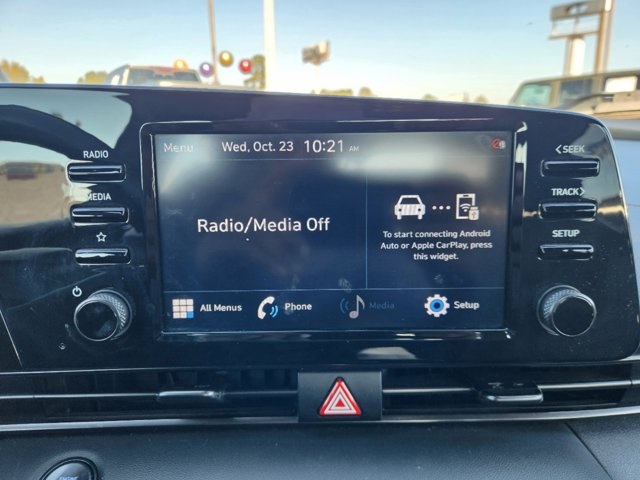 RADIO
MEDIA
Menu Wed, Oct. 23 10:21 AM
Radio/Media Off
To start connecting Android
Auto or Apple CarPlay, press
this widget.
All Menus Phone Media Setup
<SEEK
TRACK>
SETUP